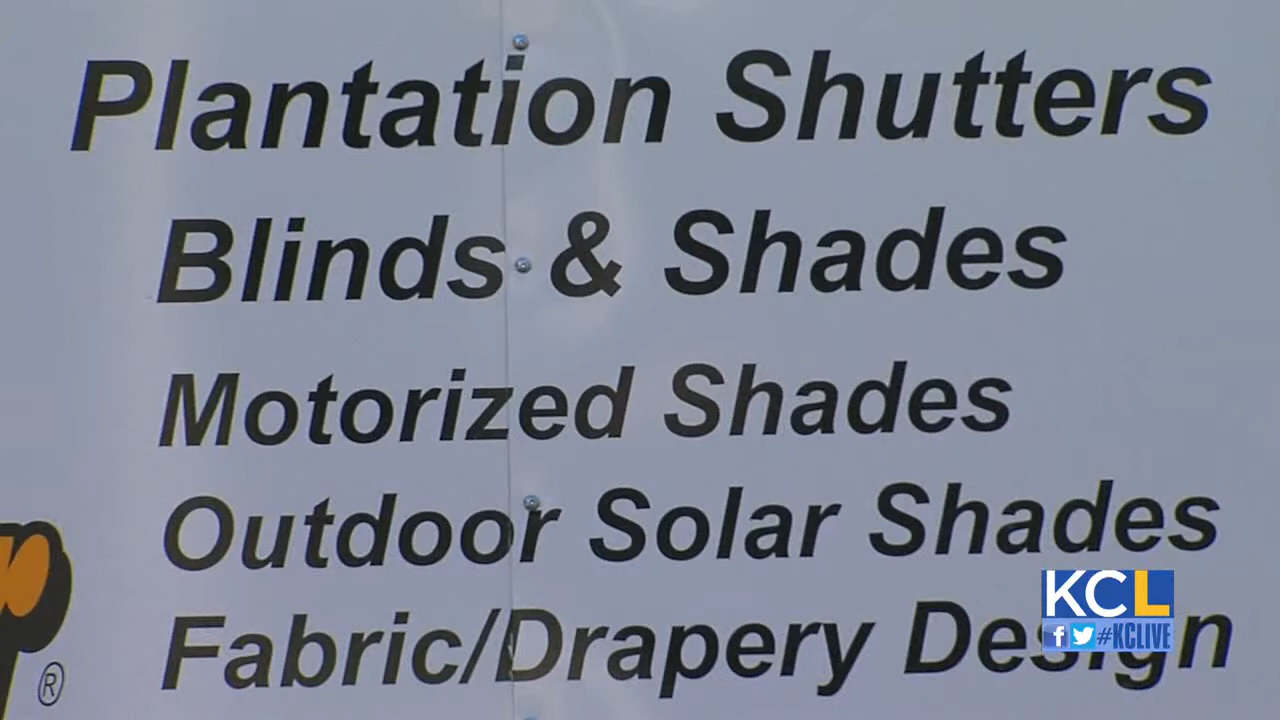 Plantation Shutters
Blinds & Shades
Motorized Shades
Outdoor Solar Shades
Fabric/Drapery Design
®
KCL
#KCLIVE